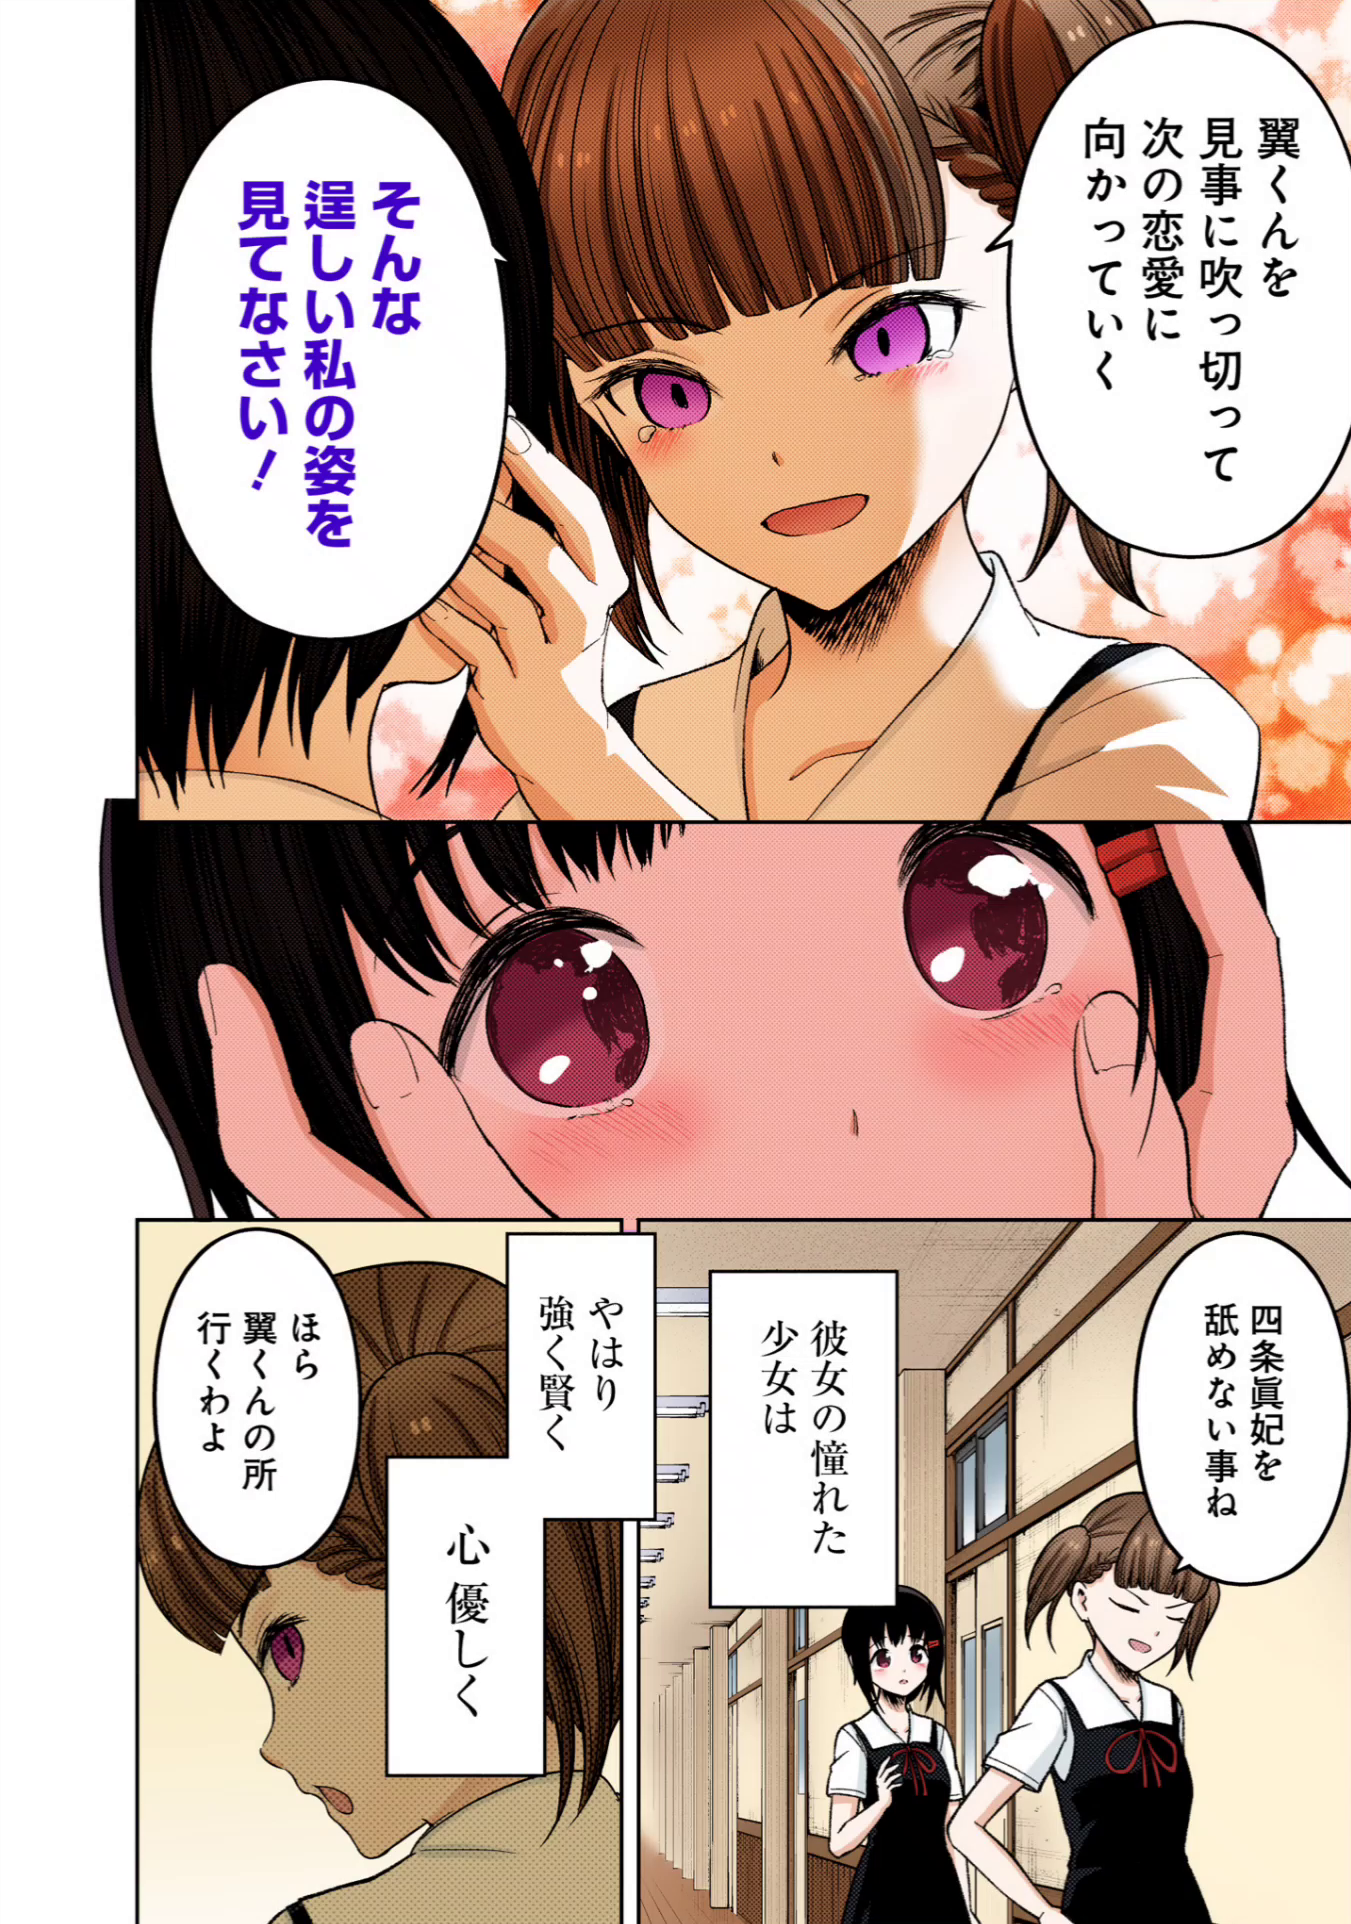 翼くんを
見事に吹っ切って
次の恋愛に
向かっていく
そんな
逞しい私の姿を
見てなさい！
四条眞妃を
舐めない事ね
彼女の憧れた
少女は
やはり
強く賢く
心優しく
ほら
翼くんの所
行くわよ